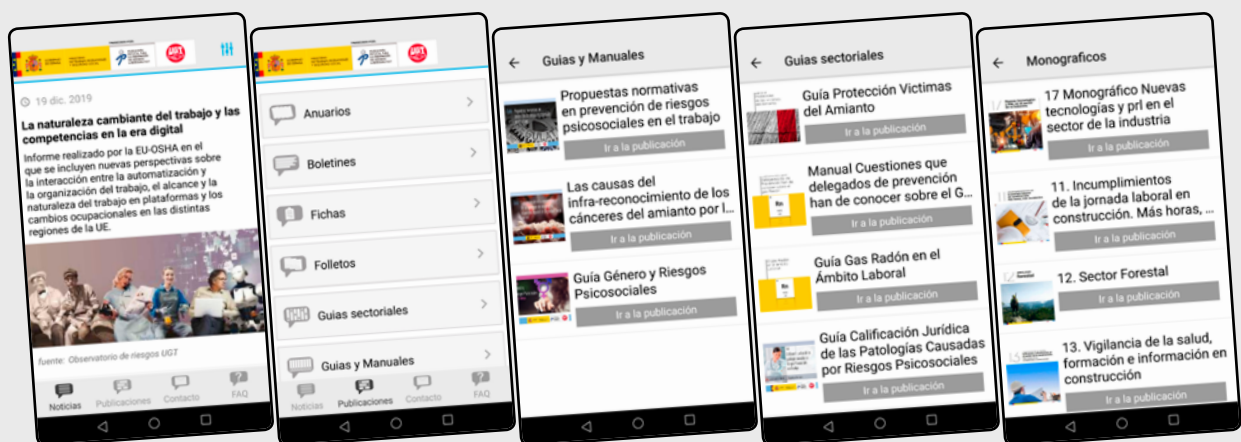 19 dic. 2019
La naturaleza cambiante del trabajo y las
competencias en la era digital
Informe realizado por la EU-OSHA en el
que se incluyen nuevas perspectivas sobre
la interacción entre la automatización y
la organización del trabajo, el alcance y la
naturaleza del trabajo en plataformas y los
cambios ocupacionales en las distintas
regiones de la UE.
fuente: Observatorio de riesgos UGT
Noticias
Publicaciones
Contacto
FAQ
UGT
Anuarios
Boletines
Fichas
Folletos
Guias sectoriales
Guias y Manuales
Noticias
Publicaciones
Contacto
FAQ
Guias y Manuales
Propuestas normativas
en prevención de riesgos
psicosociales en el trabajo
Ir a la publicación
Las causas del
infra-reconocimiento de los
cánceres del amianto por l...
Ir a la publicación
Guía Género y Riesgos
Psicosociales
Ir a la publicación
Guias sectoriales
Guía Protección Victimas
del Amianto
Ir a la publicación
Manual Cuestiones que
delegados de prevención
han de conocer sobre el G...
Ir a la publicación
Guía Gas Radón en el
Ámbito Laboral
Ir a la publicación
Guía Calificación Jurídica
de las Patologías Causadas
por Riesgos Psicosociales
Ir a la publicación
Monograficos
17 Monográfico Nuevas
tecnologías y prl en el
sector de la industria
Ir a la publicación
11. Incumplimientos
de la jornada laboral en
construcción. Más horas, ...
Ir a la publicación
12. Sector Forestal
Ir a la publicación
13. Vigilancia de la salud,
formación e información en
construcción
Ir a la publicación